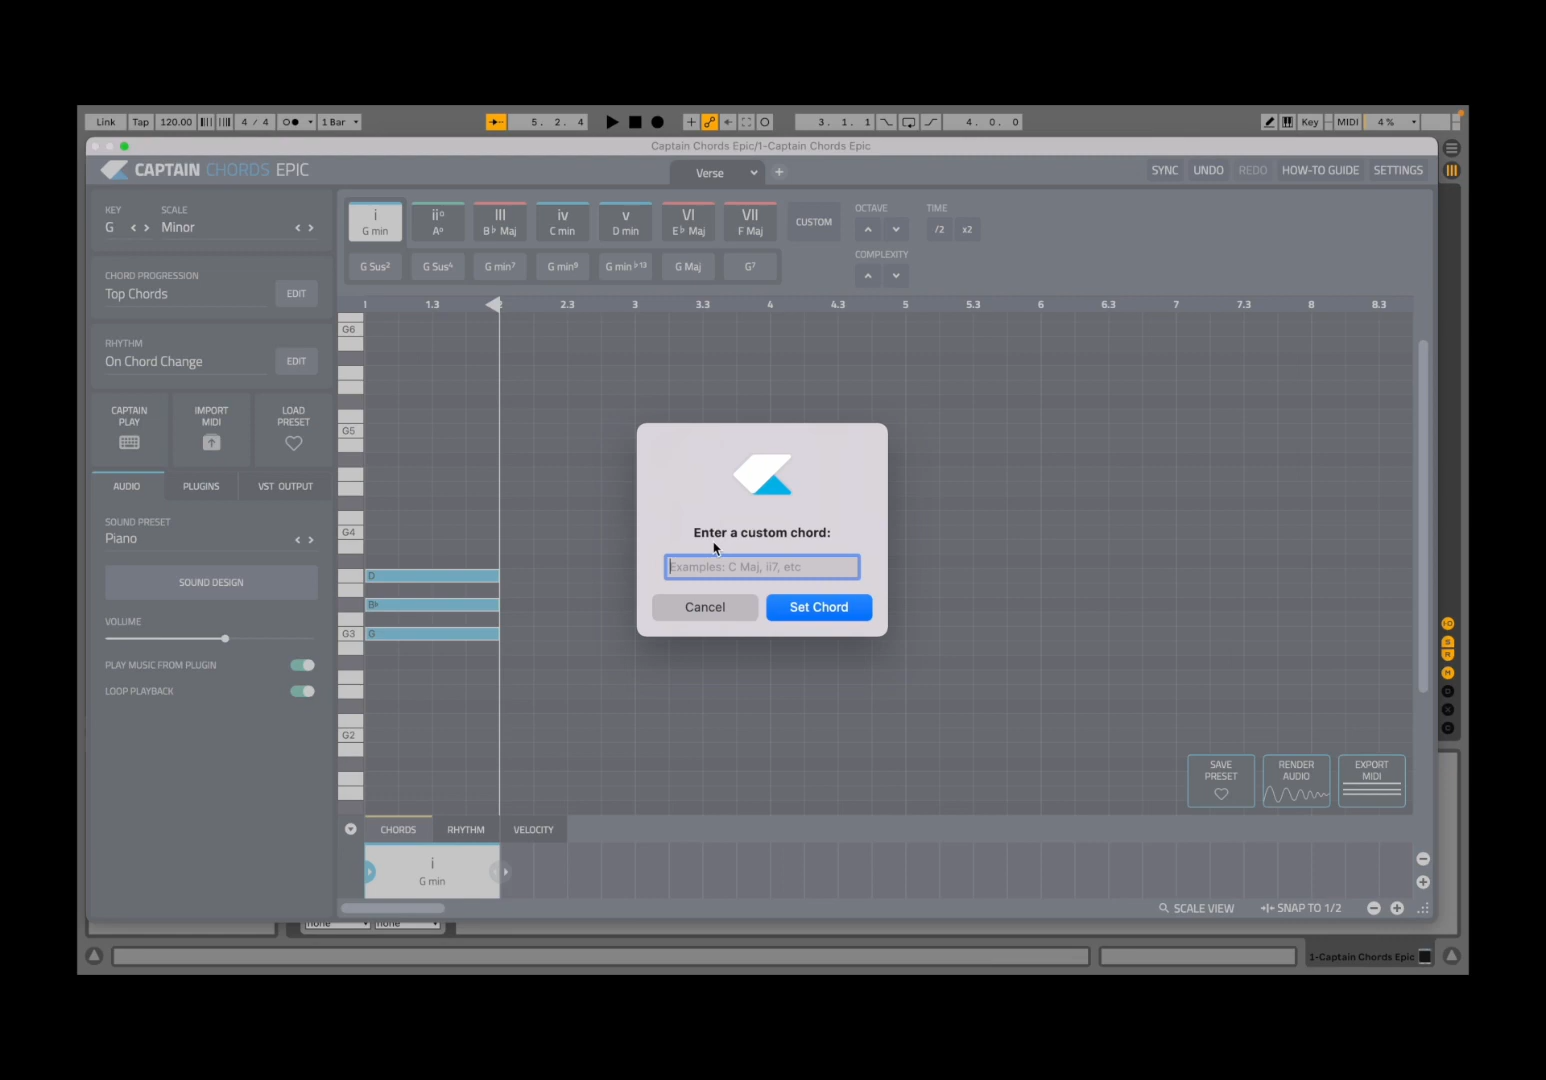 Link Tap 120.00 4 / 4 1 Bar 5. 2. 4 3. 1. 1 4. 0. 0 Key MIDI 4 %
Captain Chords Epic/1-Captain Chords Epic
CAPTAIN CHORDS EPIC
Verse
SYNC UNDO REDO HOW-TO GUIDE SETTINGS
KEY
G
SCALE
Minor
i
G min
iiº
Aº
III
B♭ Maj
iv
C min
v
D min
VI
E♭ Maj
VII
F Maj
CUSTOM
OCTAVE
TIME
/2 x2
COMPLEXITY
G Sus² G Sus⁴ G min⁷ G min⁹ G min♭¹³ G Maj G⁷
CHORD PROGRESSION
Top Chords
EDIT
RHYTHM
On Chord Change
EDIT
CAPTAIN
PLAY
IMPORT
MIDI
LOAD
PRESET
AUDIO PLUGINS VST OUTPUT
SOUND PRESET
Piano
SOUND DESIGN
VOLUME
PLAY MUSIC FROM PLUGIN
LOOP PLAYBACK
1 1.3 2 2.3 3 3.3 4 4.3 5 5.3 6 6.3 7 7.3 8 8.3
G6
G5
G4
D
B♭
G3 G
G2
Enter a custom chord:
Examples: C Maj, ii7, etc
Cancel Set Chord
SAVE
PRESET
RENDER
AUDIO
EXPORT
MIDI
CHORDS RHYTHM VELOCITY
i
G min
SCALE VIEW SNAP TO 1/2
none none
1-Captain Chords Epic
I·O
S
R
M
D
X
C